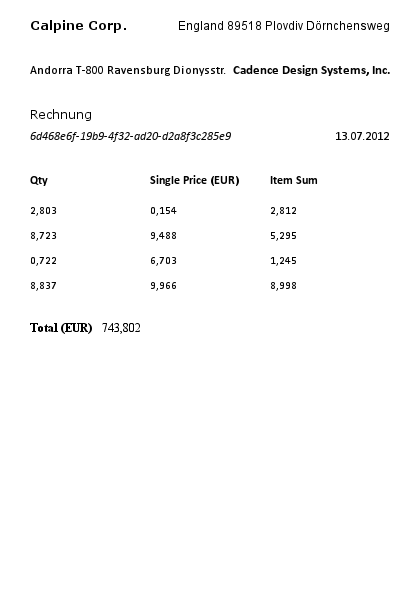 Calpine Corp. England 89518 Plovdiv Dörnchensweg
Andorra T-800 Ravensburg Dionysstr. Cadence Design Systems, Inc.
Rechnung
6d468e6f-19b9-4f32-ad20-d2a8f3c285e9 13.07.2012
Qty Single Price (EUR) Item Sum
2,803 0,154 2,812
8,723 9,488 5,295
0,722 6,703 1,245
8,837 9,966 8,998
Total (EUR) 743,802